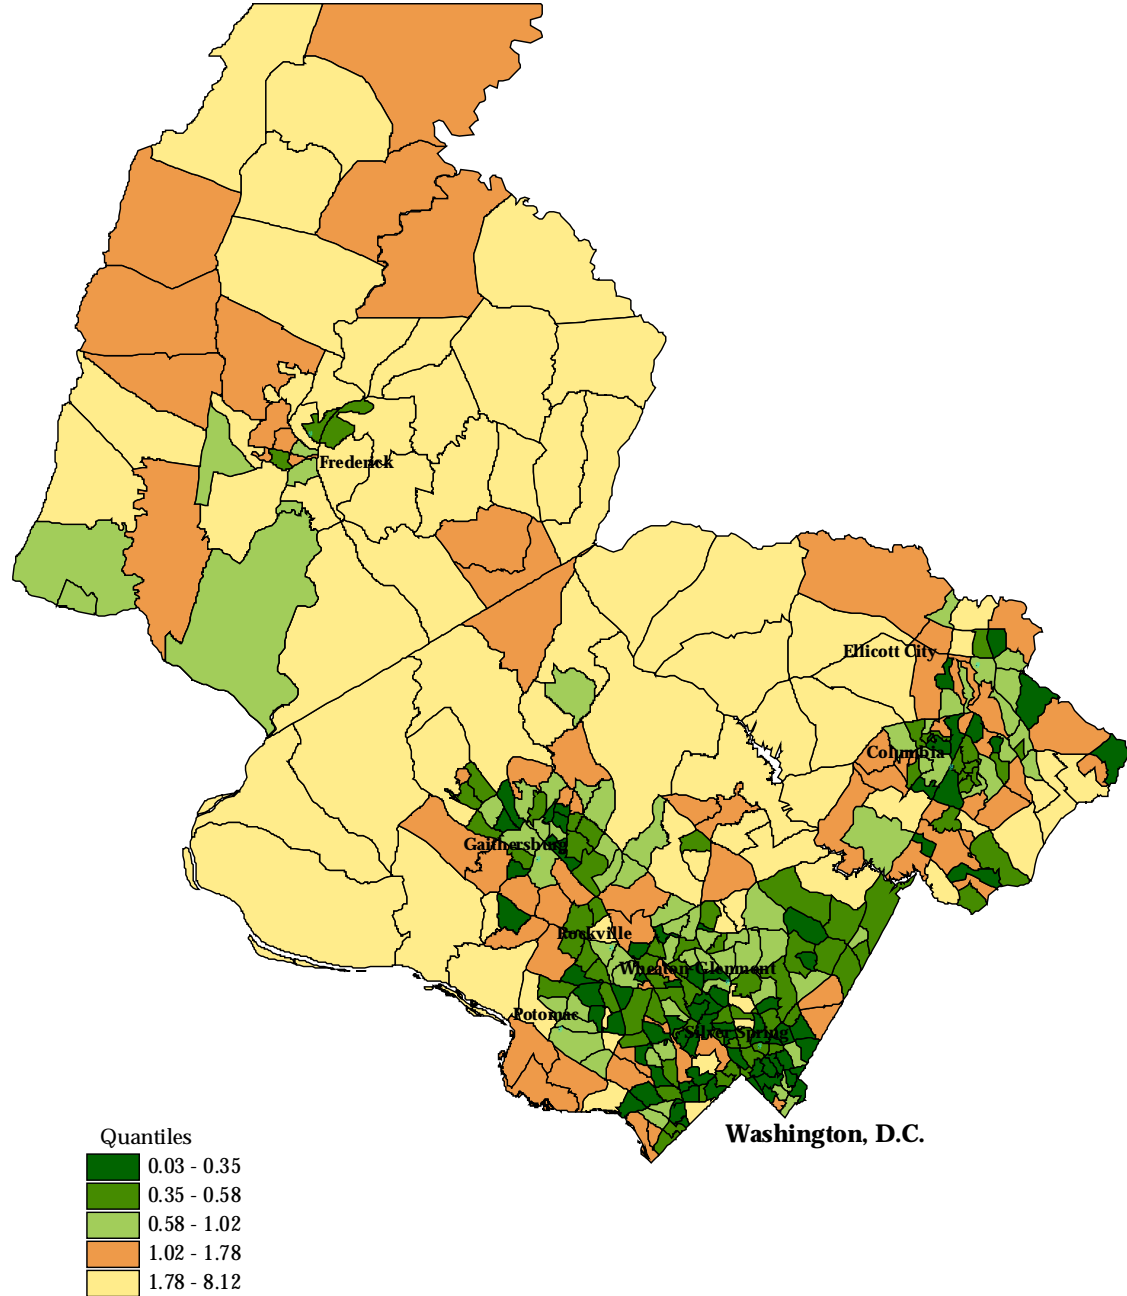 Frederick
Ellicott City
Columbia
Gaithersburg
Rockville
Wheaton-Glenmont
Potomac
Silver Spring
Washington, D.C.
Quantiles
0.03 - 0.35
0.35 - 0.58
0.58 - 1.02
1.02 - 1.78
1.78 - 8.12